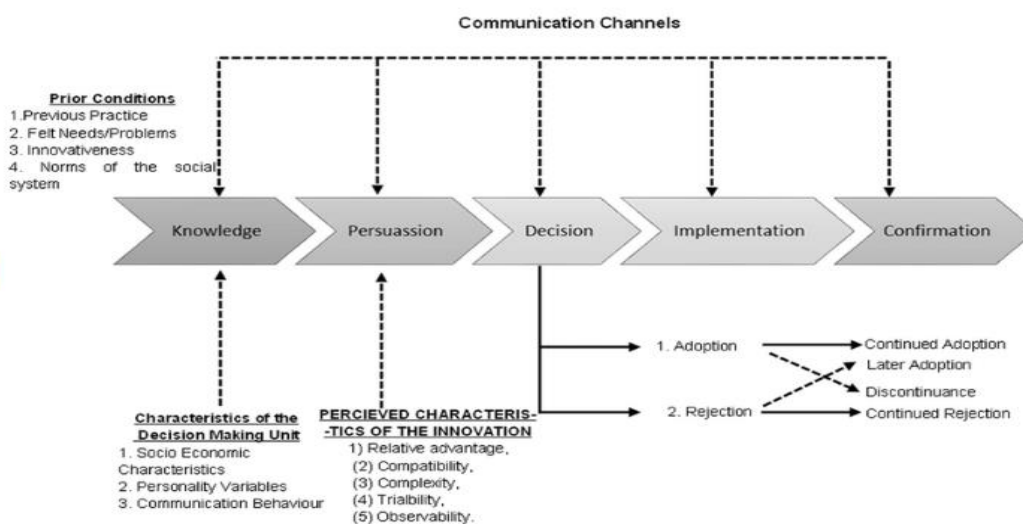 Communication Channels
Prior Conditions
1.Previous Practice
2. Felt Needs/Problems
3. Innovativeness
4. Norms of the social
system
Knowledge
Persuassion
Decision
Implementation
Confirmation
1. Adoption
2. Rejection
Continued Adoption
Later Adoption
Discontinuance
Continued Rejection
Characteristics of the
Decision Making Unit
1. Socio Economic
Characteristics
2. Personality Variables
3. Communication Behaviour
PERCIEVED CHARACTERIS-
-TICS OF THE INNOVATION
1) Relative advantage,
(2) Compatibility,
(3) Complexity,
(4) Trialbility,
(5) Observability.